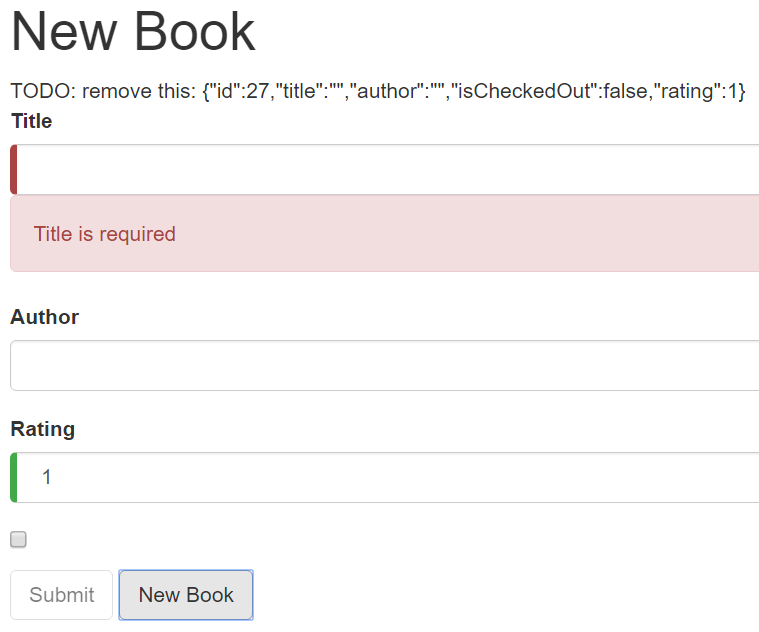 New Book
TODO: remove this: {"id":27,"title":"","author":"","isCheckedOut":false,"rating":1}
Title
Title is required
Author
Rating
1
Submit New Book